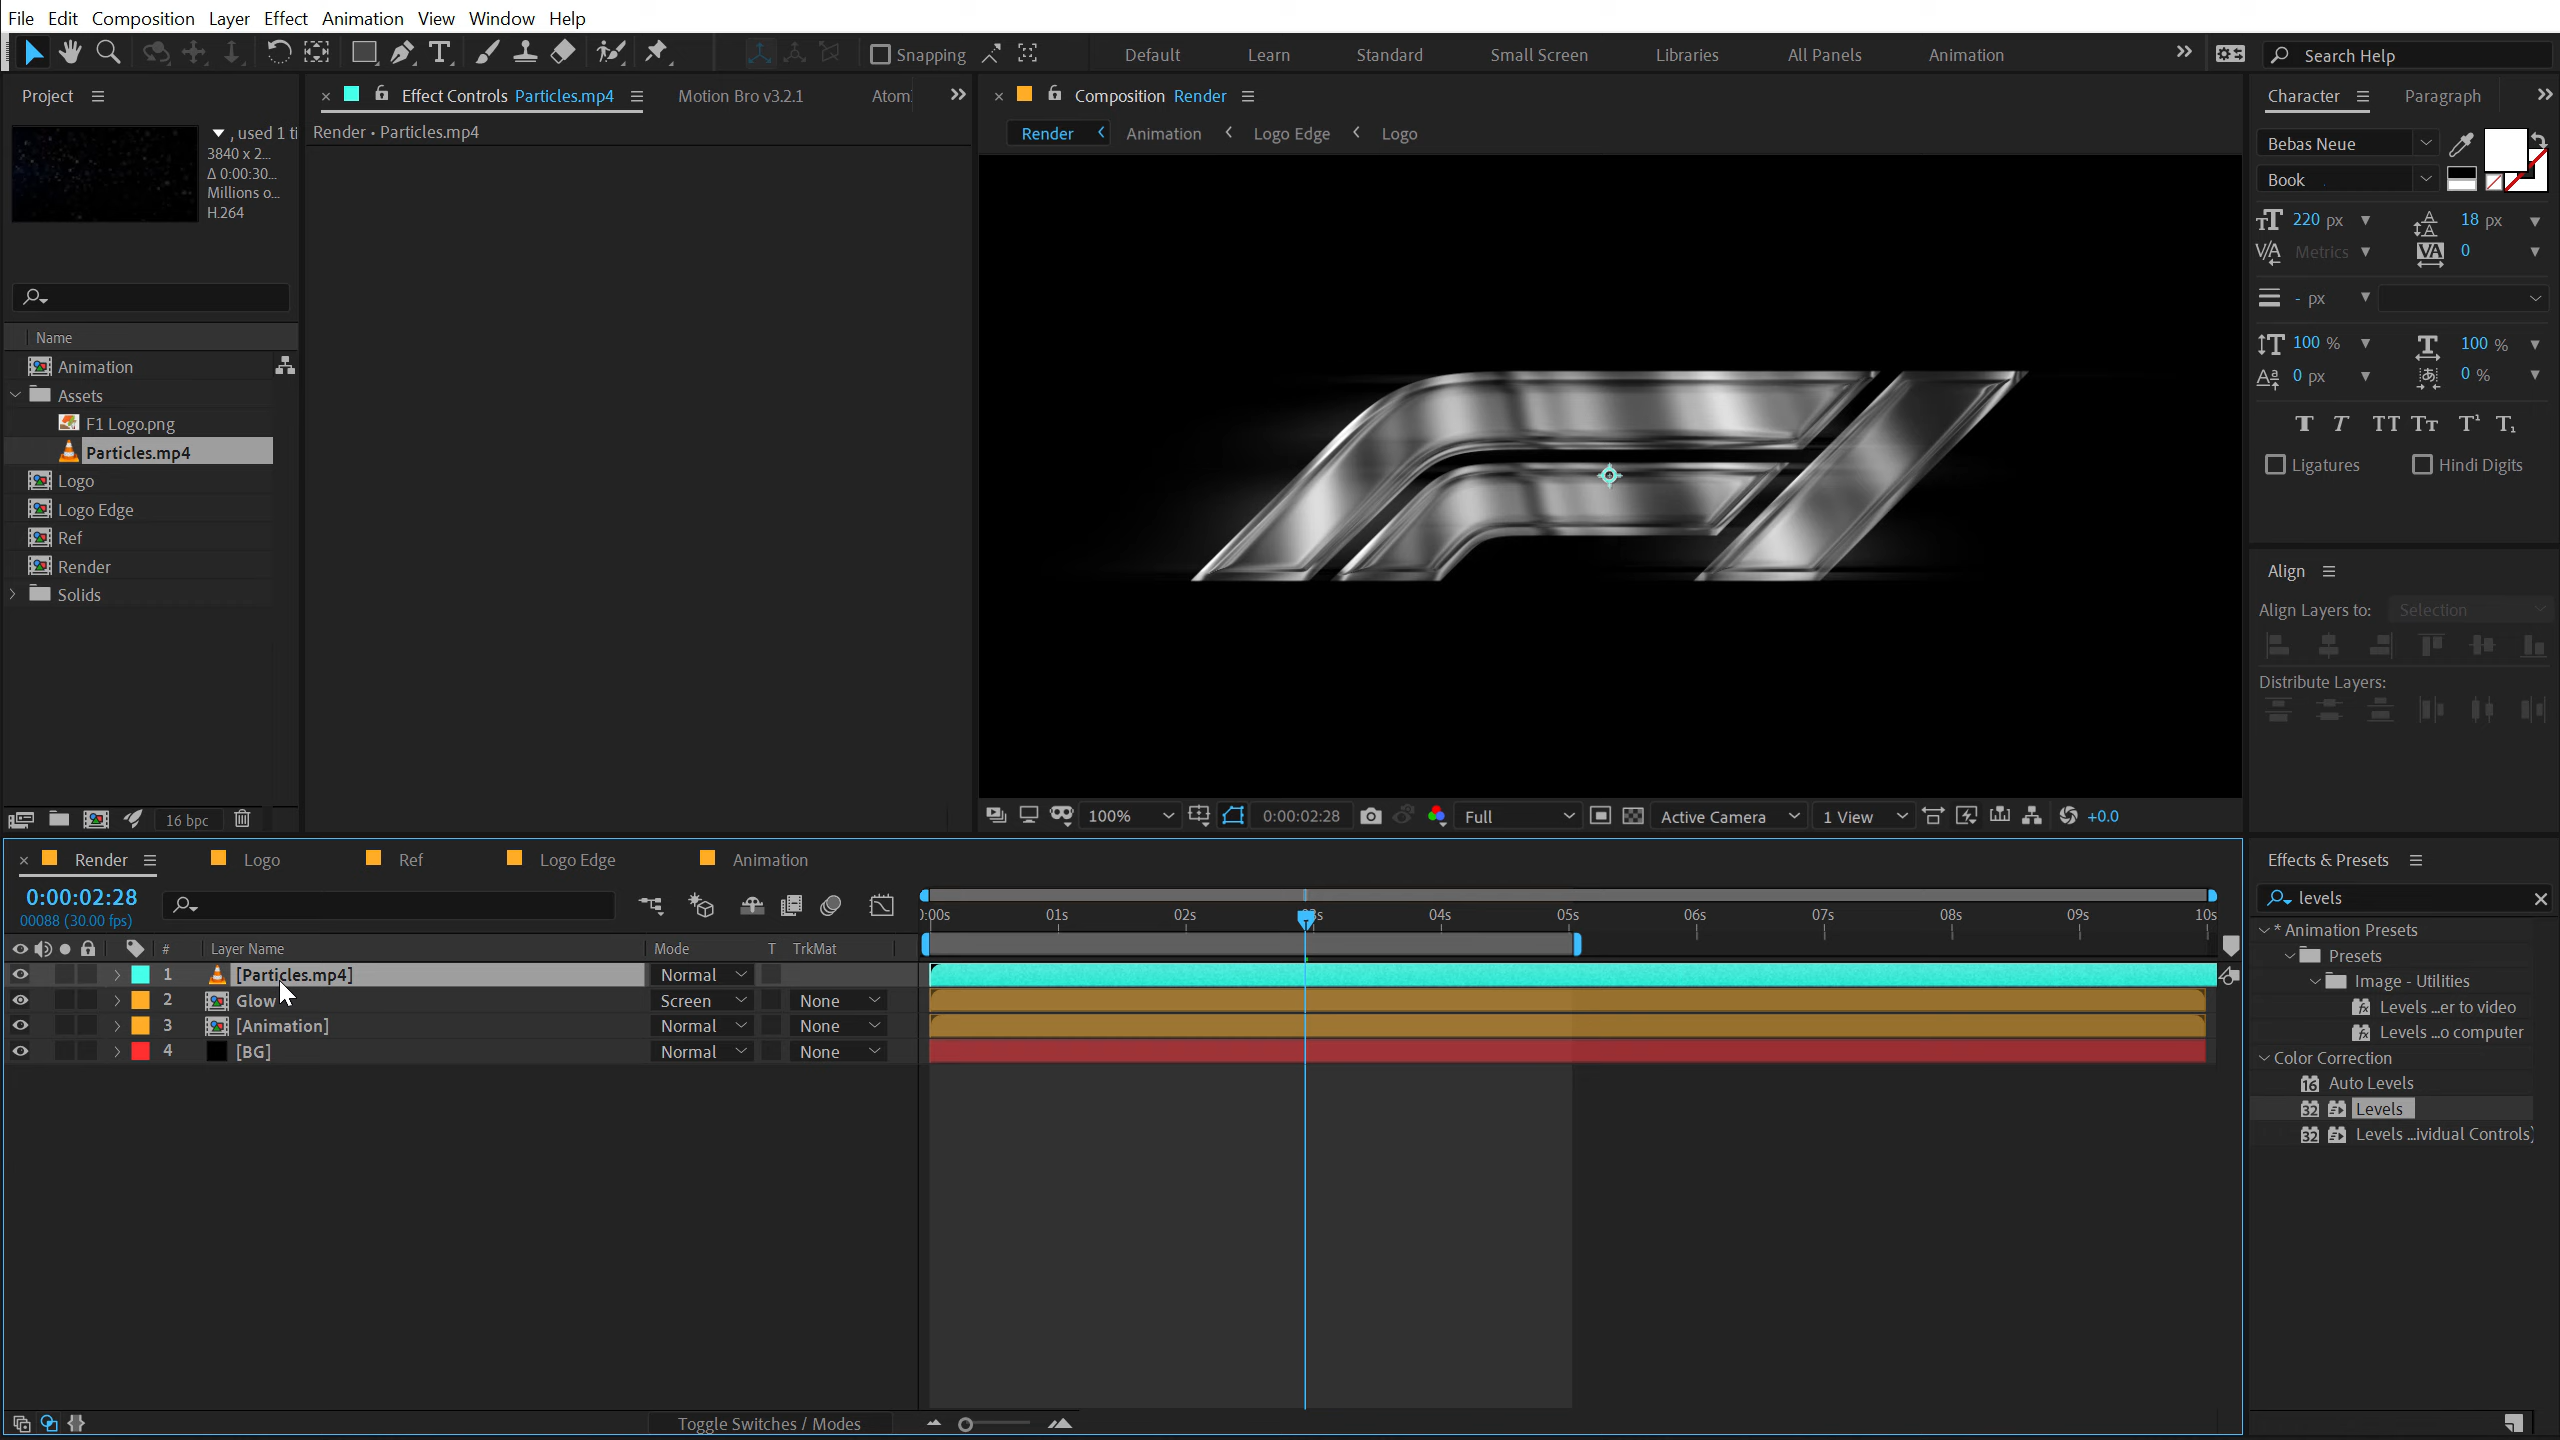 File Edit Composition Layer Effect Animation View Window Help
Snapping
Default Learn Standard Small Screen Libraries All Panels Animation
Search Help
Project
, used 1 ti
3840 x 2...
Δ 0:00:30...
Millions o...
H.264
Name
Animation
Assets
F1 Logo.png
Particles.mp4
Logo
Logo Edge
Ref
Render
Solids
16 bpc
Effect Controls Particles.mp4
Motion Bro v3.2.1
Atom
Render • Particles.mp4
Composition Render
Render Animation Logo Edge Logo
100%
0:00:02:28
Full
Active Camera
1 View
+0.0
Character
Paragraph
Bebas Neue
Book
220 px
18 px
Metrics
0
- px
100 %
100 %
0 px
0 %
Ligatures
Hindi Digits
Align
Align Layers to: Selection
Distribute Layers:
Render Logo Ref Logo Edge Animation
0:00:02:28
00088 (30.00 fps)
# Layer Name Mode T TrkMat
1 [Particles.mp4] Normal
2 Glow Screen None
3 [Animation] Normal None
4 [BG] Normal None
):00s 01s 02s 3s 04s 05s 06s 07s 08s 09s 10s
Toggle Switches / Modes
Effects & Presets
levels
* Animation Presets
Presets
Image - Utilities
Levels ...er to video
Levels ...o computer
Color Correction
16 Auto Levels
32 Levels
32 Levels ...ividual Controls)